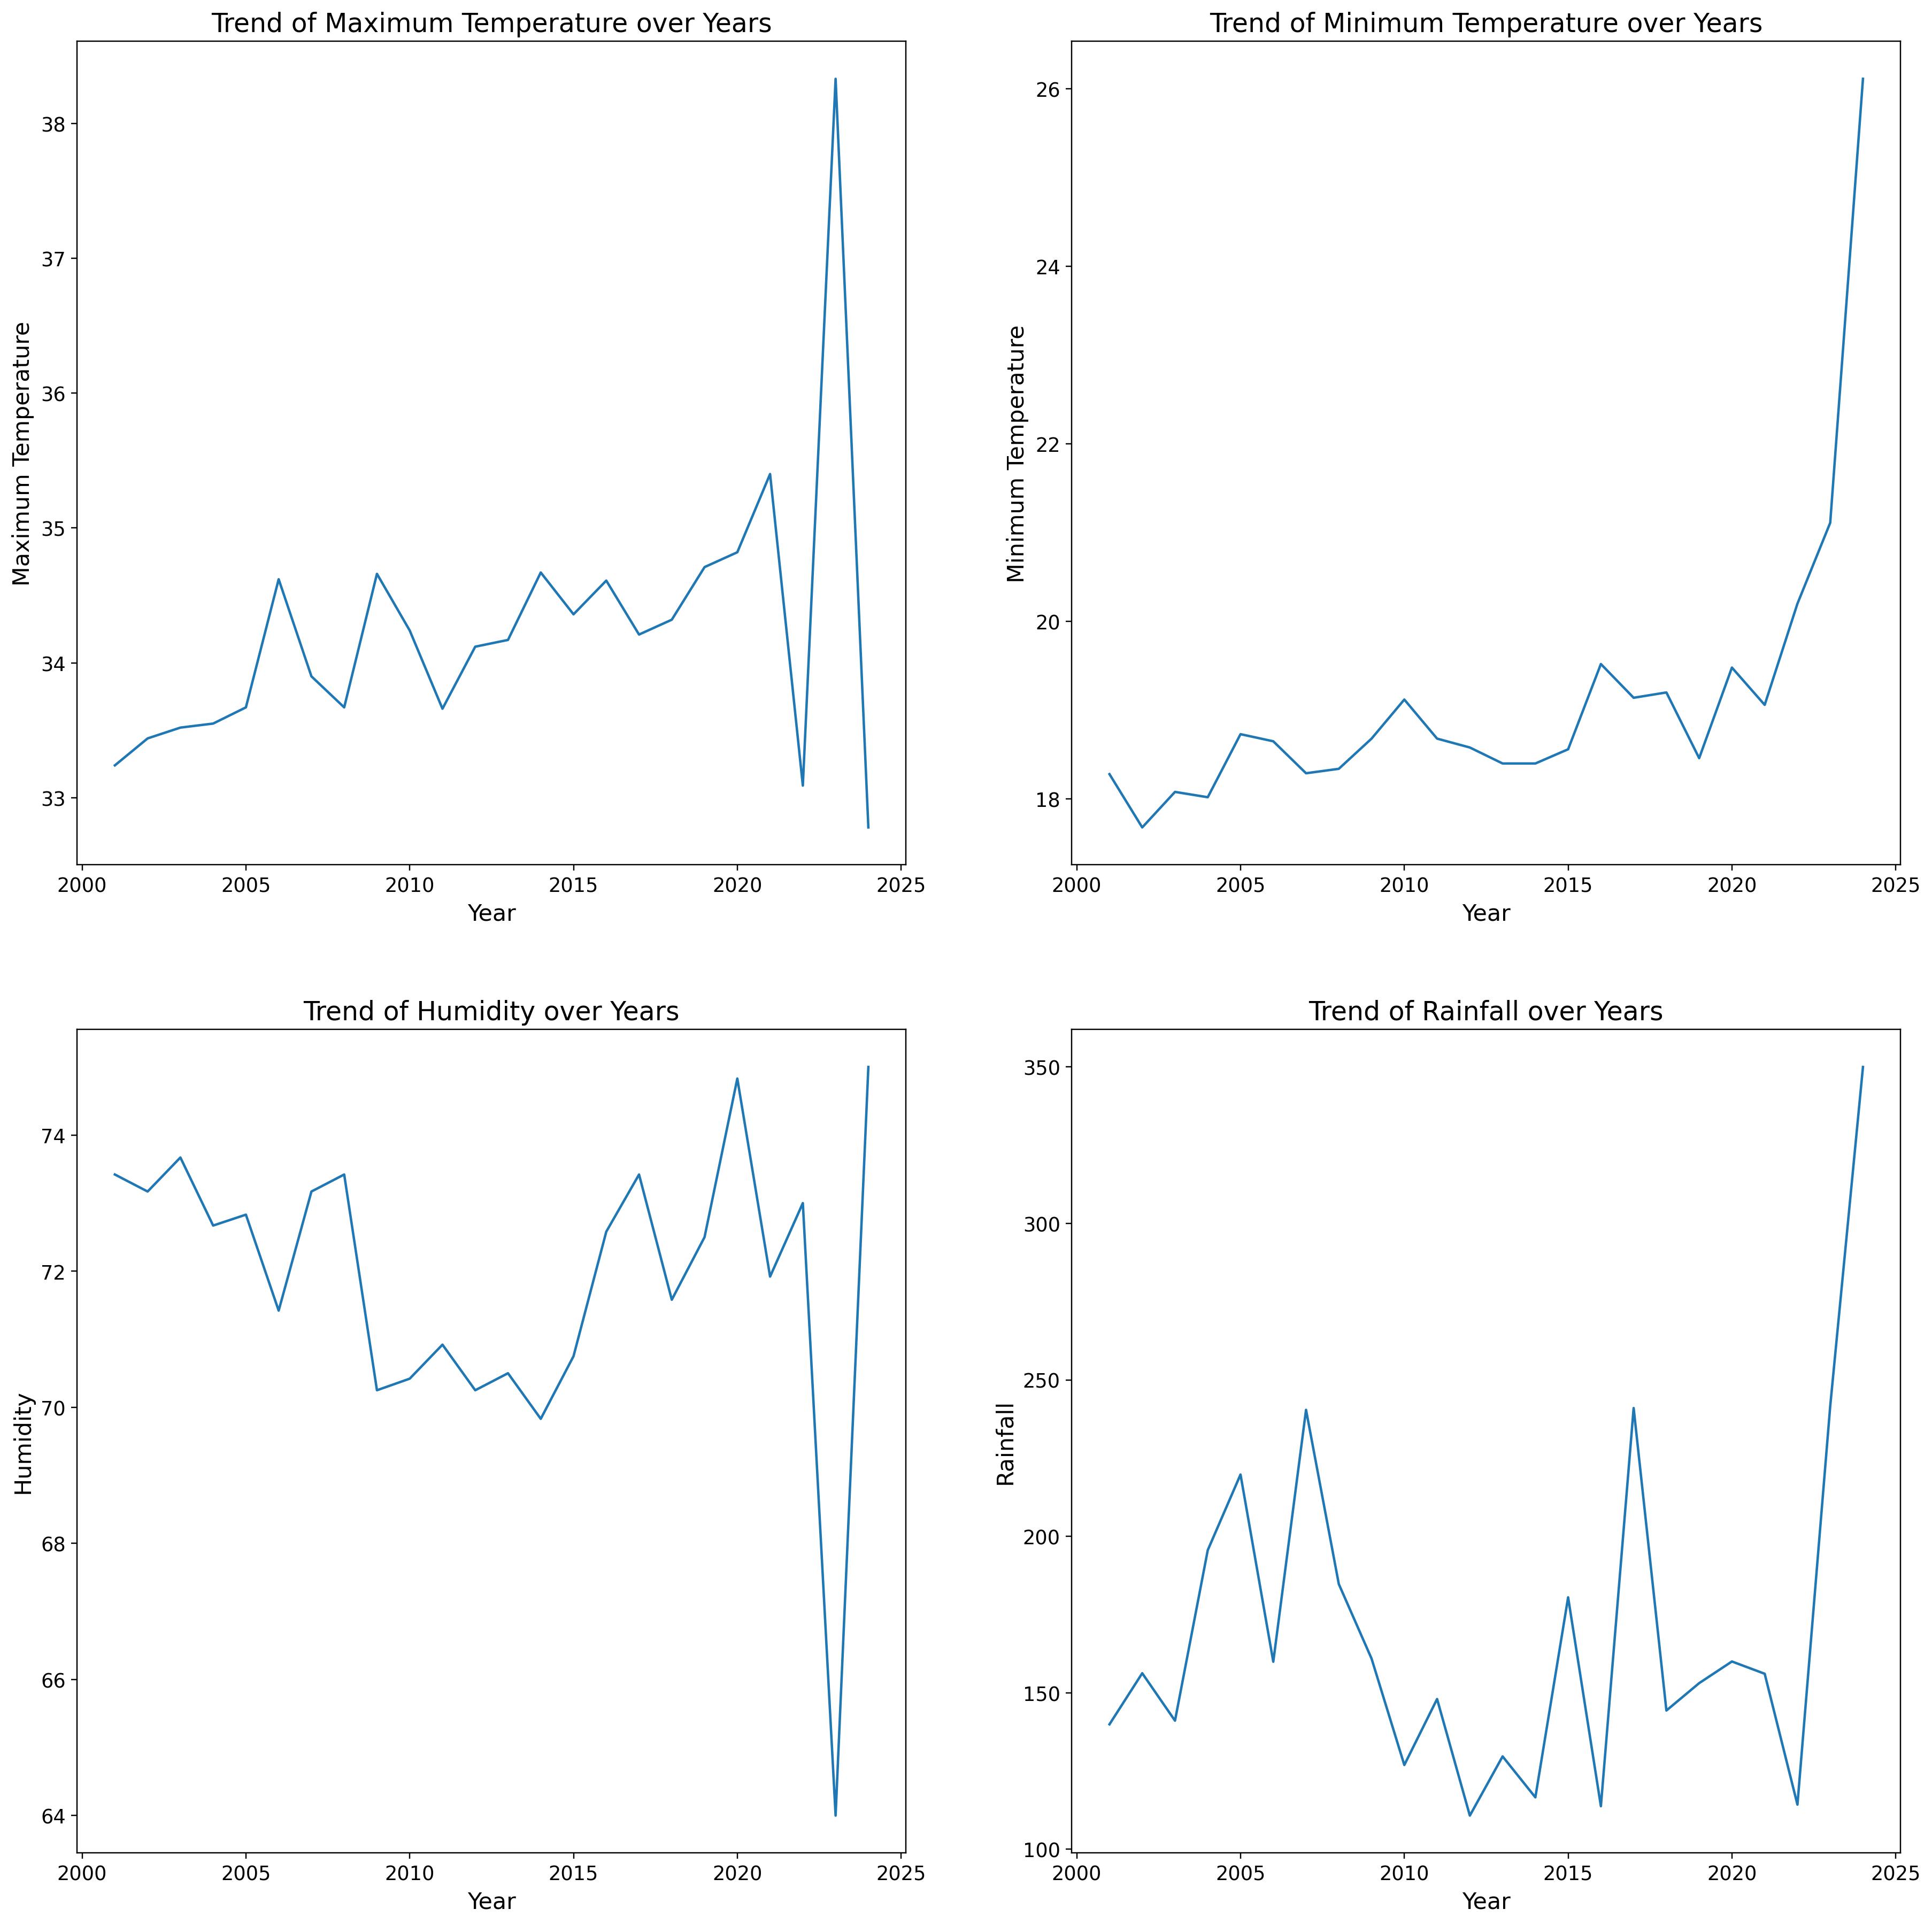 Trend of Maximum Temperature over Years
Maximum Temperature
38
37
36
35
34
33
2000 2005 2010 2015 2020 2025
Year
Trend of Minimum Temperature over Years
Minimum Temperature
26
24
22
20
18
2000 2005 2010 2015 2020 2025
Year
Trend of Humidity over Years
Humidity
74
72
70
68
66
64
2000 2005 2010 2015 2020 2025
Year
Trend of Rainfall over Years
Rainfall
350
300
250
200
150
100
2000 2005 2010 2015 2020 2025
Year